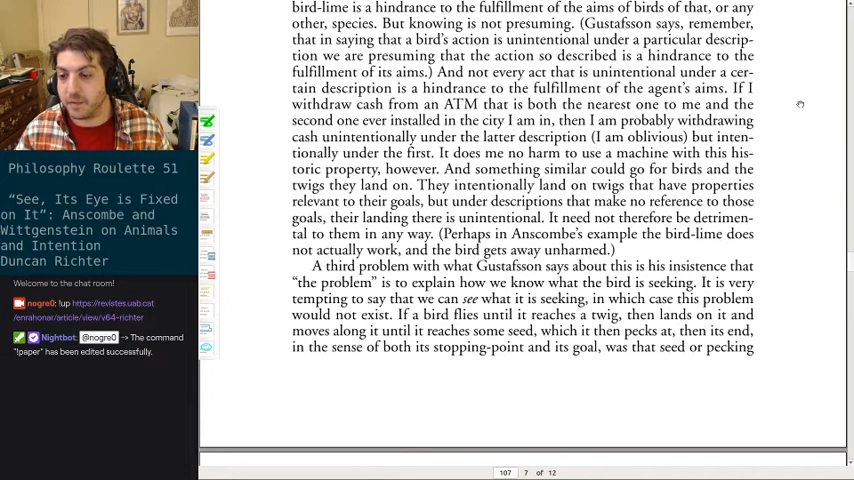 bird-lime is a hindrance to the fulfillment of the aims of birds of that, or any
other, species. But knowing is not presuming. (Gustafsson says, remember,
that in saying that a bird's action is unintentional under a particular descrip-
tion we are presuming that the action so described is a hindrance to the
fulfillment of its aims.) And not every act that is unintentional under a cer-
tain description is a hindrance to the fulfillment of the agent's aims. If I
withdraw cash from an ATM that is both the nearest one to me and the
second one ever installed in the city I am in, then I am probably withdrawing
cash unintentionally under the latter description (I am oblivious) but inten-
tionally under the first. It does me no harm to use a machine with this his-
toric property, however. And something similar could go for birds and the
twigs they land on. They intentionally land on twigs that have properties
relevant to their goals, but under descriptions that make no reference to those
goals, their landing there is unintentional. It need not therefore be detrimen-
tal to them in any way. (Perhaps in Anscombe's example the bird-lime does
not actually work, and the bird gets away unharmed.)
A third problem with what Gustafsson says about this is his insistence that
"the problem" is to explain how we know what the bird is seeking. It is very
tempting to say that we can see what it is seeking, in which case this problem
would not exist. If a bird flies until it reaches a twig, then lands on it and
moves along it until it reaches some seed, which it then pecks at, then its end,
in the sense of both its stopping-point and its goal, was that seed or pecking
107 7 of 12
Philosophy Roulette 51
"See, Its Eye is Fixed
on It": Anscombe and
Wittgenstein on Animals
and Intention
Duncan Richter
Welcome to the chat room!
nogre0: !up https://revistes.uab.cat
/enrahonar/article/view/v64-richter
Nightbot: @nogre0 -> The command
"!paper" has been edited successfully.